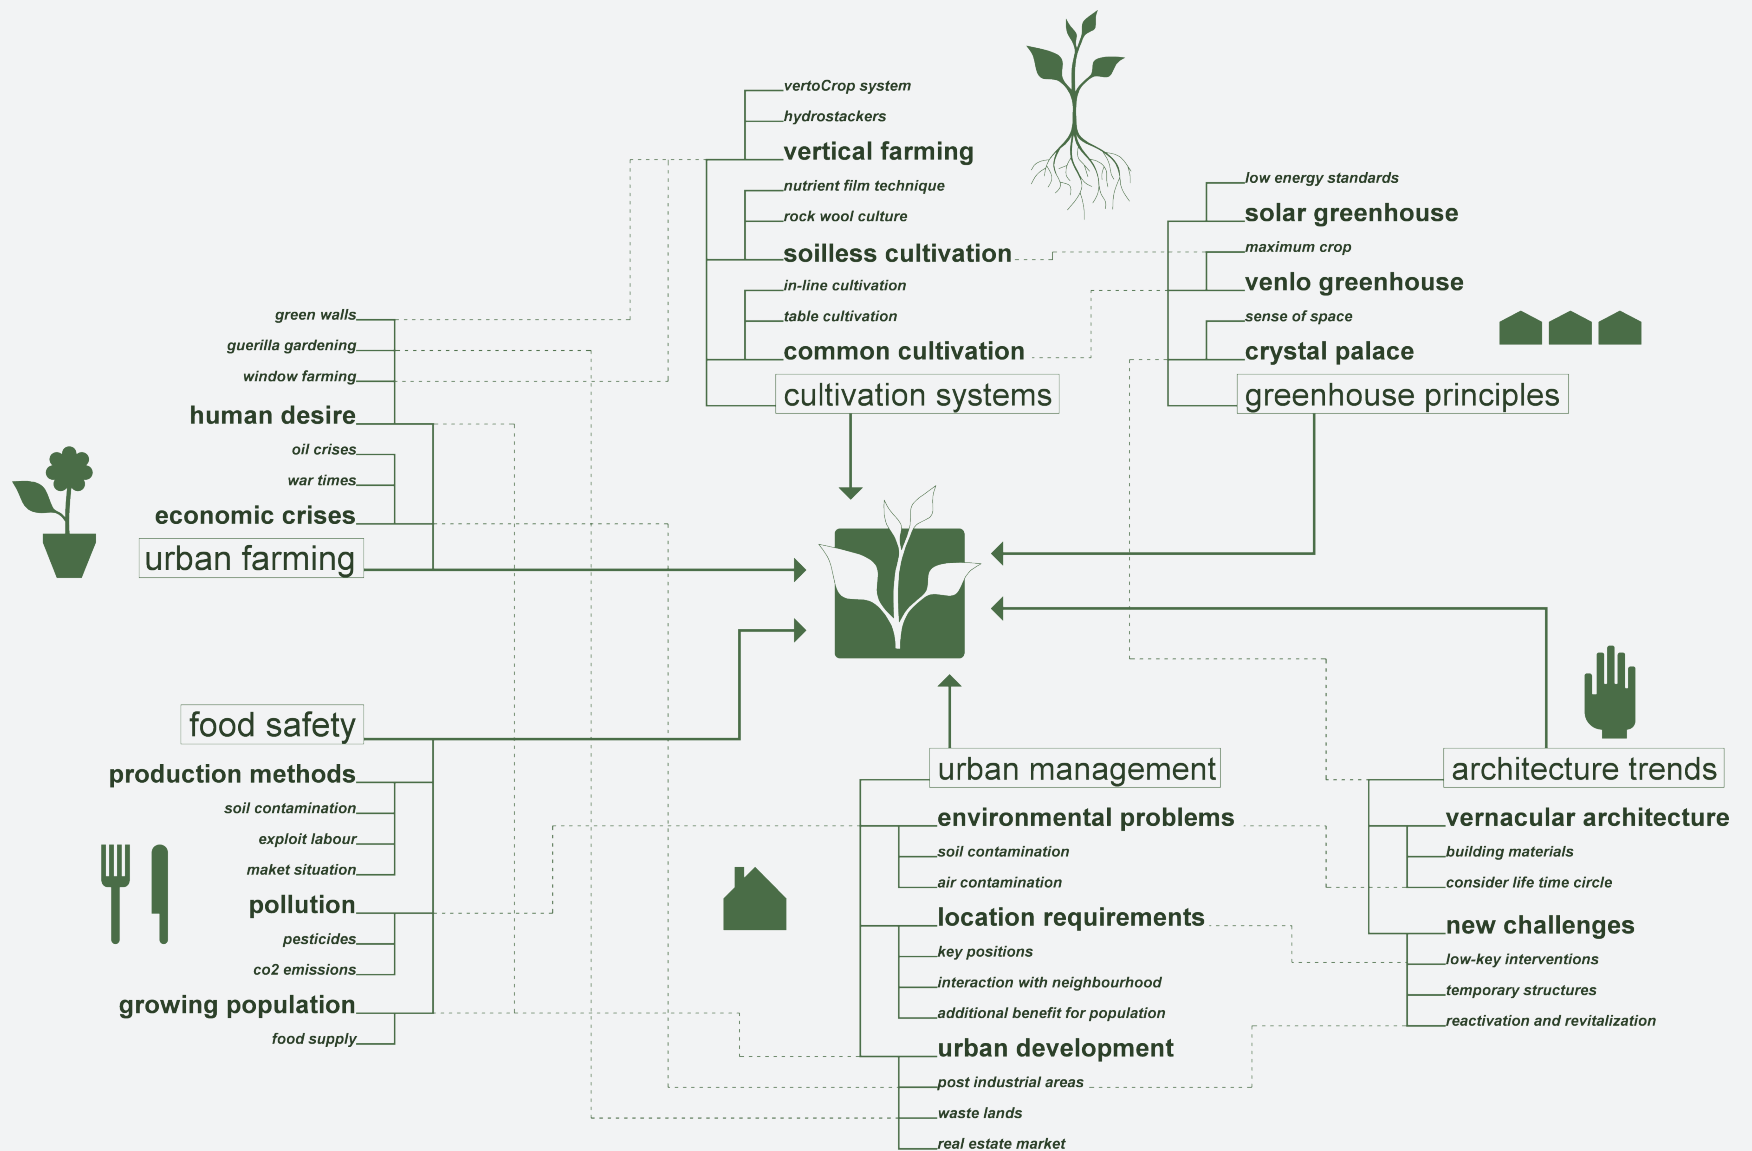 vertoCrop system
hydrostackers
vertical farming
nutrient film technique
rock wool culture
soilless cultivation
in-line cultivation
table cultivation
common cultivation
cultivation systems
low energy standards
solar greenhouse
maximum crop
venlo greenhouse
sense of space
crystal palace
greenhouse principles
green walls
guerilla gardening
window farming
human desire
oil crises
war times
economic crises
urban farming
food safety
production methods
soil contamination
exploit labour
maket situation
pollution
pesticides
co2 emissions
growing population
food supply
urban management
environmental problems
soil contamination
air contamination
location requirements
key positions
interaction with neighbourhood
additional benefit for population
urban development
post industrial areas
waste lands
real estate market
architecture trends
vernacular architecture
building materials
consider life time circle
new challenges
low-key interventions
temporary structures
reactivation and revitalization